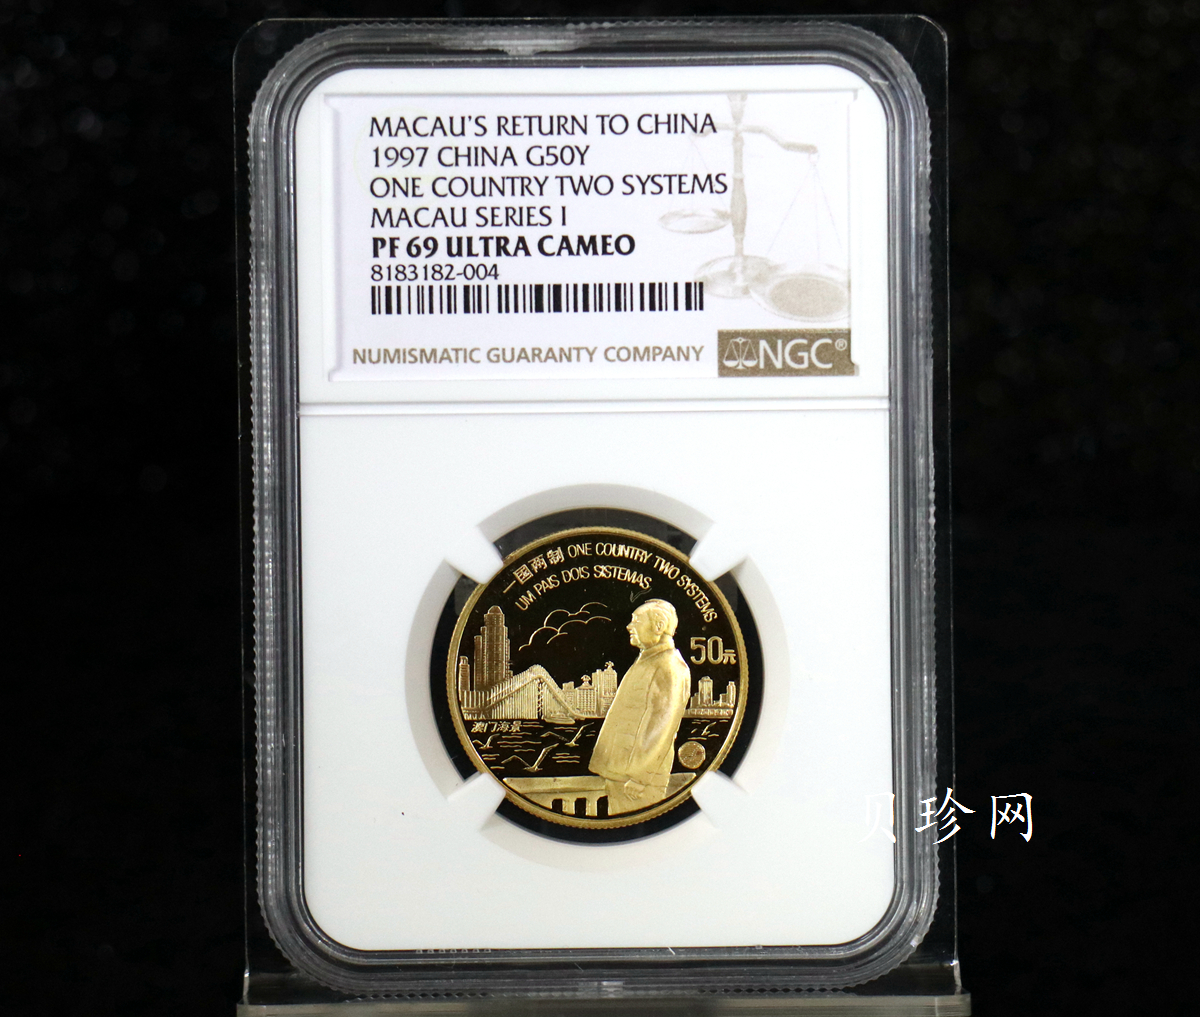 MACAU'S RETURN TO CHINA
1997 CHINA G50Y
ONE COUNTRY TWO SYSTEMS
MACAU SERIES I
PF 69 ULTRA CAMEO
8183182-004
NUMISMATIC GUARANTY COMPANY
NGC®
一国两制 ONE COUNTRY TWO SYSTEMS
UM PAIS DOIS SISTEMAS
50元
澳门海景
贝珍网